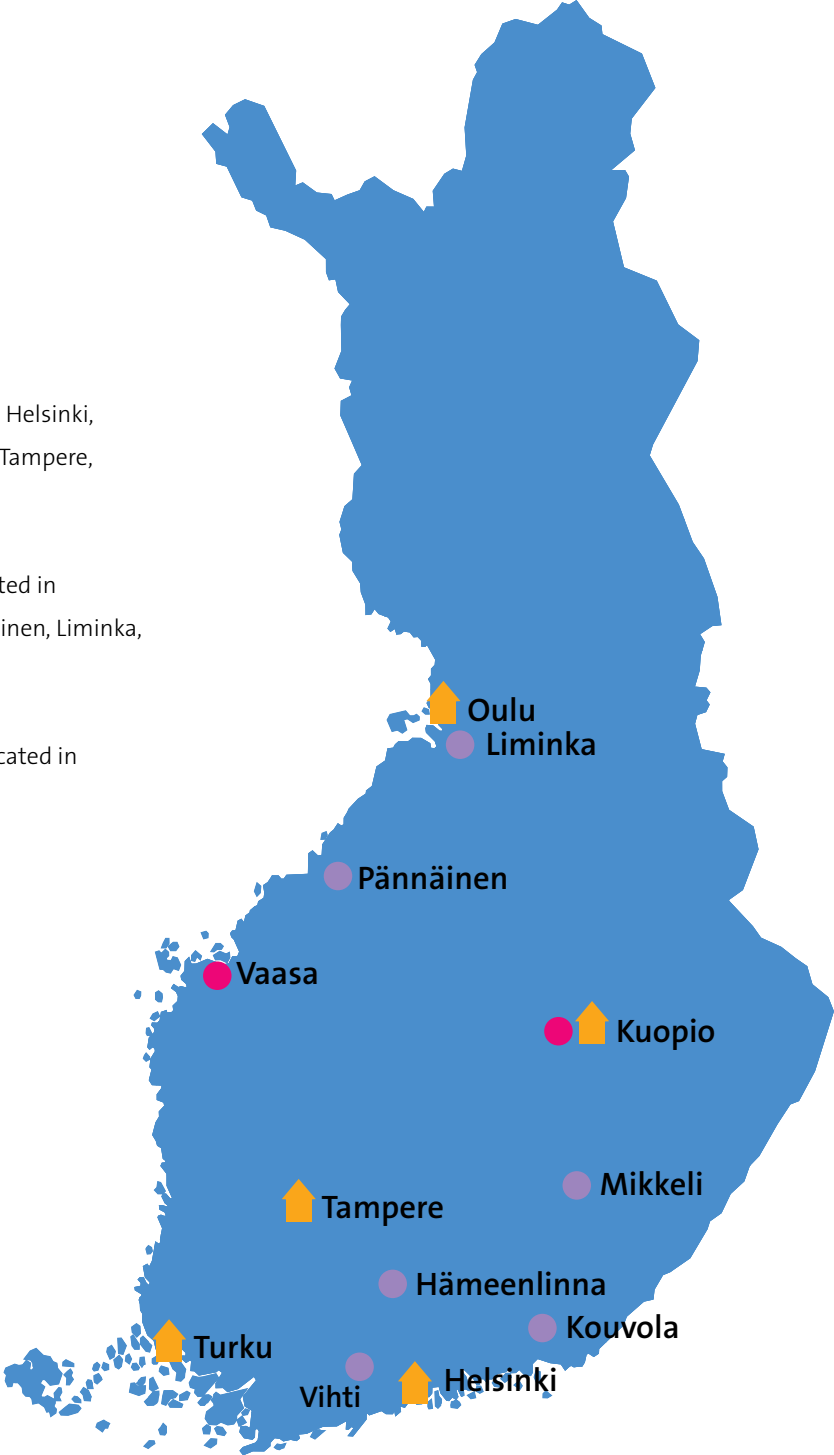 Helsinki,
Tampere,
ted in
inen, Liminka,
cated in
Oulu
Liminka
Pännäinen
Vaasa
Kuopio
Mikkeli
Tampere
Hämeenlinna
Kouvola
Turku
Helsinki
Vihti